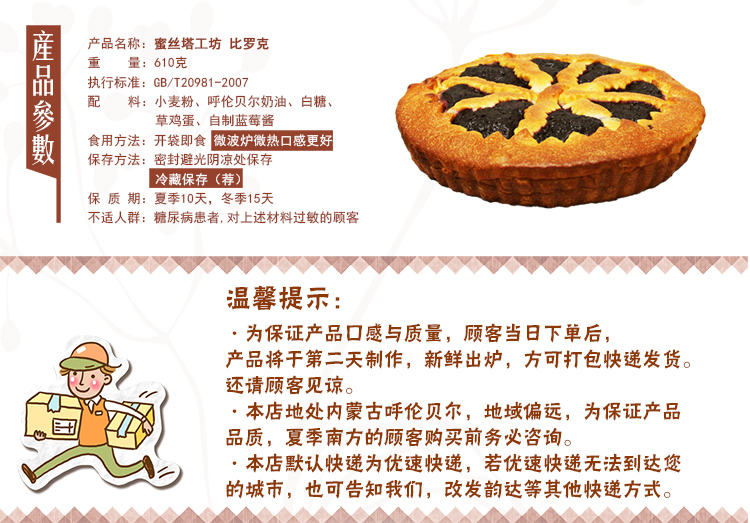 産品參數
产品名称：蜜丝塔工坊 比罗克
重　　量：610克
执行标准：GB/T20981-2007
配　　料：小麦粉、呼伦贝尔奶油、白糖、
草鸡蛋、自制蓝莓酱
食用方法：开袋即食 微波炉微热口感更好
保存方法：密封避光阴凉处保存
冷藏保存（荐）
保 质 期：夏季10天，冬季15天
不适人群：糖尿病患者,对上述材料过敏的顾客
温馨提示：
·为保证产品口感与质量，顾客当日下单后，
产品将于第二天制作，新鲜出炉，方可打包快递发货。
还请顾客见谅。
·本店地处内蒙古呼伦贝尔，地域偏远，为保证产品
品质，夏季南方的顾客购买前务必咨询。
·本店默认快递为优速快递，若优速快递无法到达您
的城市，也可告知我们，改发韵达等其他快递方式。